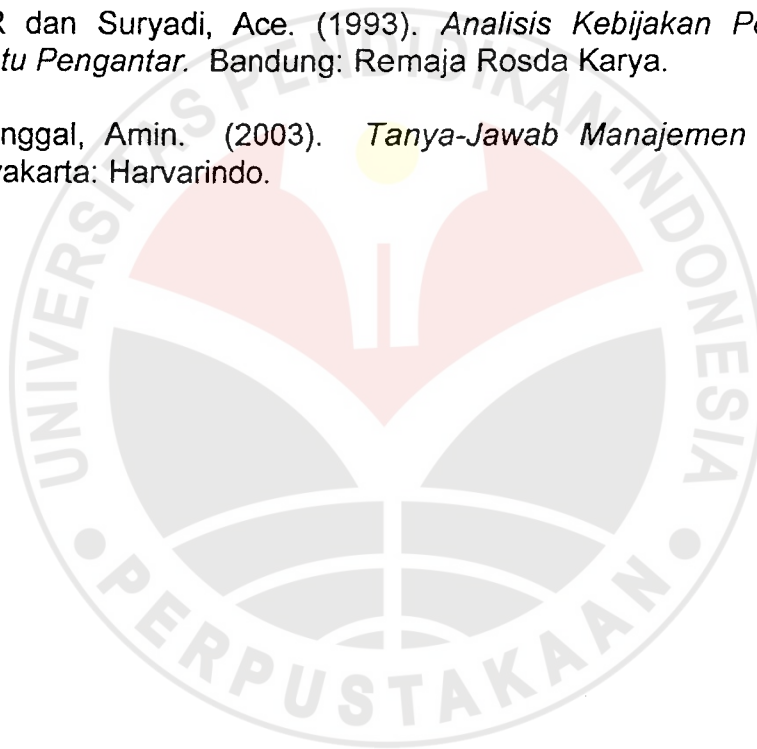 R dan Suryadi, Ace. (1993). Analisis Kebijakan Pe
tu Pengantar. Bandung: Remaja Rosda Karya.
nggal, Amin. (2003). Tanya-Jawab Manajemen
yakarta: Harvarindo.
UNIVERSITAS PENDIDIKAN INDONESIA
PERPUSTAKAAN